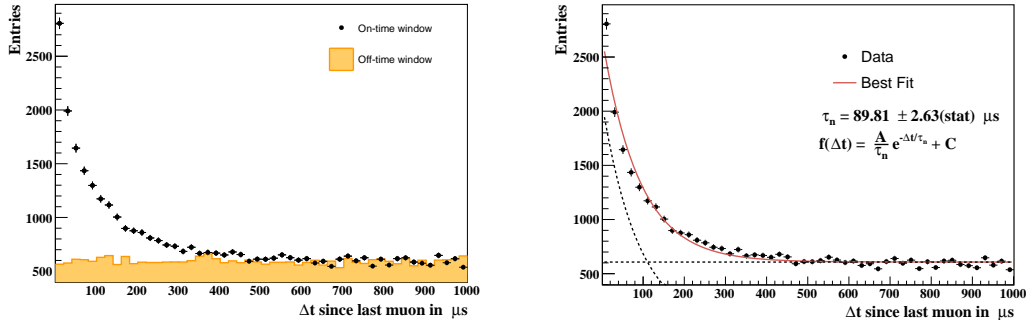 Entries
2500
2000
1500
1000
500
On-time window
Off-time window
100 200 300 400 500 600 700 800 900 1000
Δt since last muon in μs
Entries
2500
2000
1500
1000
500
Data
Best Fit
τn = 89.81 ± 2.63(stat) μs
f(Δt) = A/τn e^-Δt/τn + C
100 200 300 400 500 600 700 800 900 1000
Δt since last muon in μs